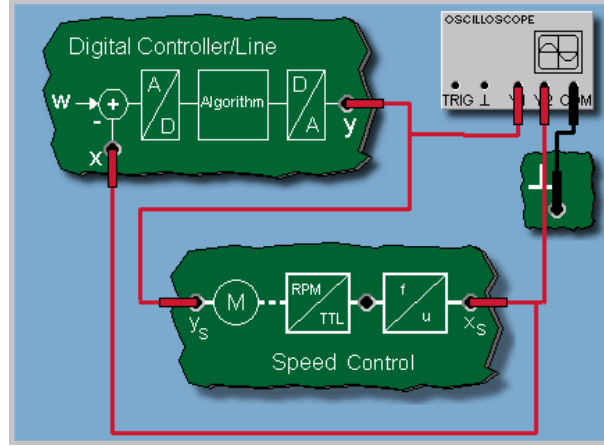 OSCILLOSCOPE
Digital Controller/Line
W
+
-
A
D
Algorithm
D
A
y
x
TRIG ⊥ Y1 Y2 COM
⊥
yS
M
RPM
TTL
f
u
xS
Speed Control